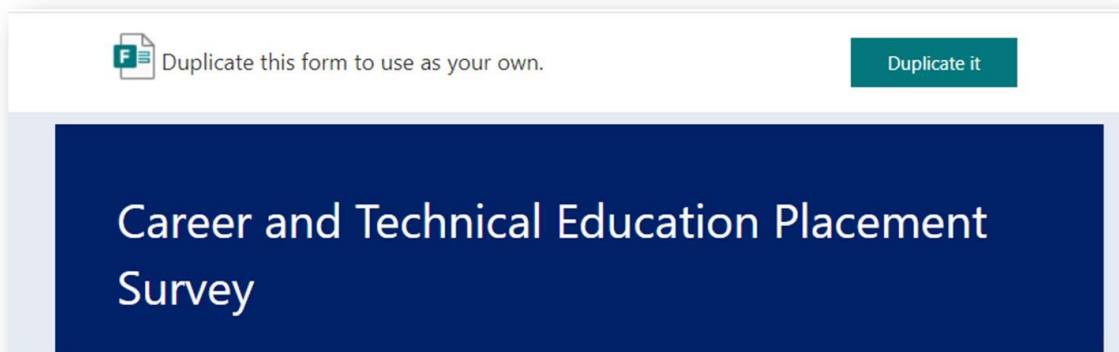 Duplicate this form to use as your own.
Duplicate it
Career and Technical Education Placement
Survey